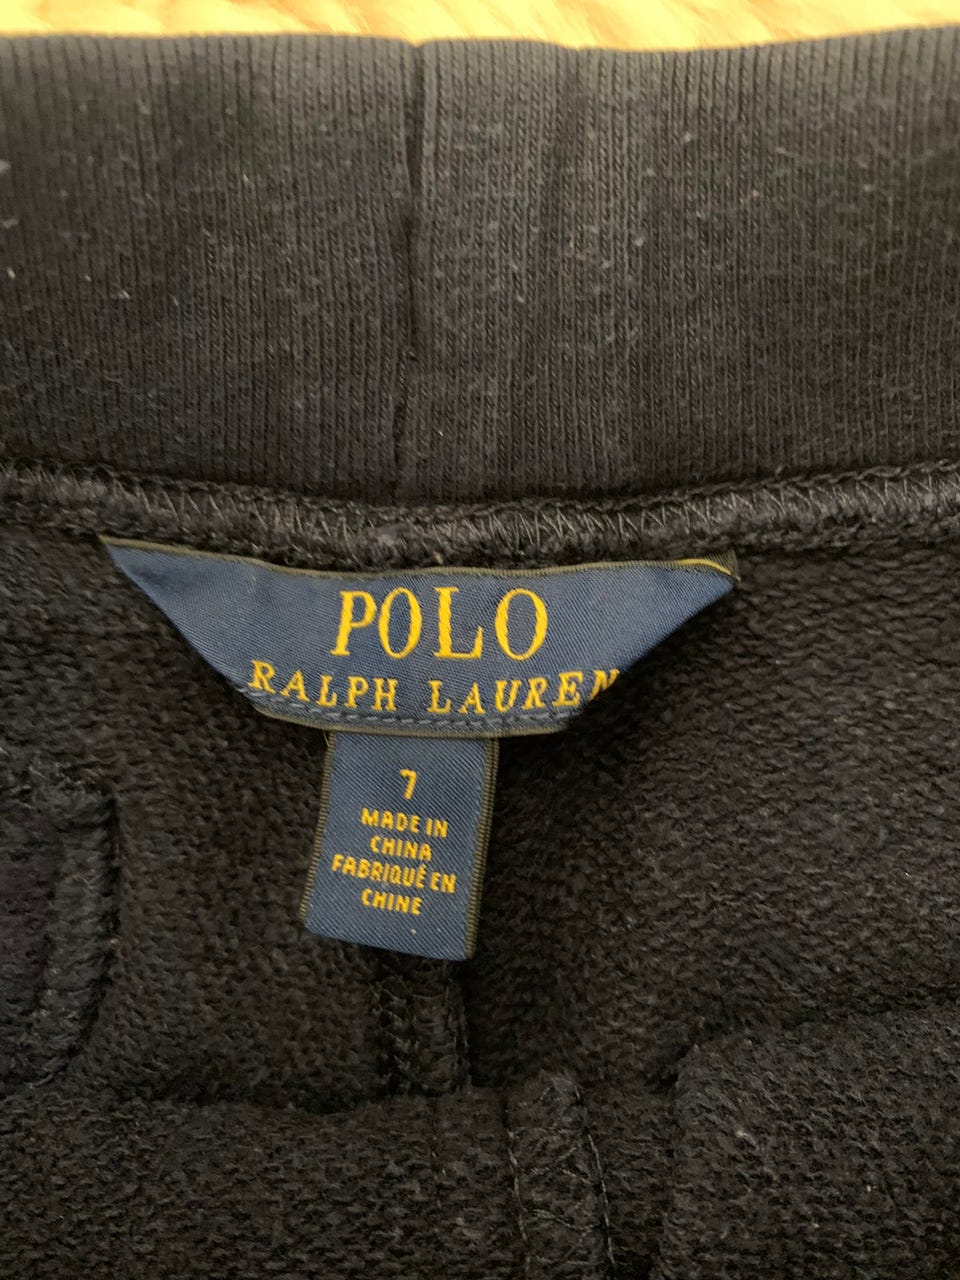 POLO
RALPH LAUREN
7
MADE IN
CHINA
FABRIQUÉ EN
CHINE